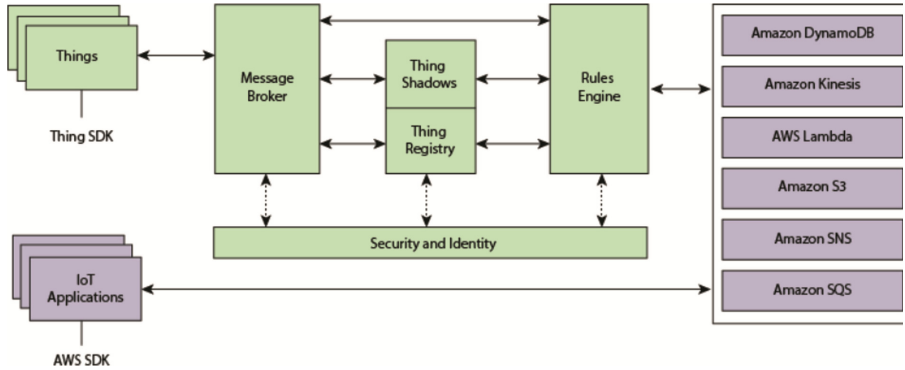 Things
Thing SDK
Message
Broker
Thing
Shadows
Thing
Registry
Rules
Engine
Security and Identity
Amazon DynamoDB
Amazon Kinesis
AWS Lambda
Amazon S3
Amazon SNS
Amazon SQS
IoT
Applications
AWS SDK